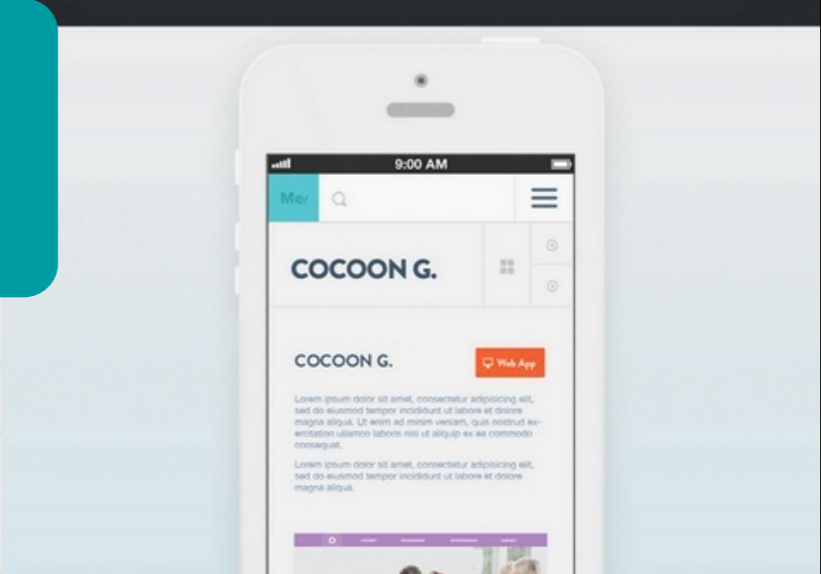 9:00 AM
Me/
COCOON G.
COCOON G.
Web App
Lorem ipsum dolor sit amet, consectetur adipisicing elit,
sed do eiusmod tempor incididunt ut labore et dolore
magna aliqua. Ut enim ad minim veniam, quis nostrud ex-
ercitation ullamco laboris nisi ut aliquip ex ea commodo
consequat.
Lorem ipsum dolor sit amet, consectetur adipisicing elit,
sed do eiusmod tempor incididunt ut labore et dolore
magna aliqua.